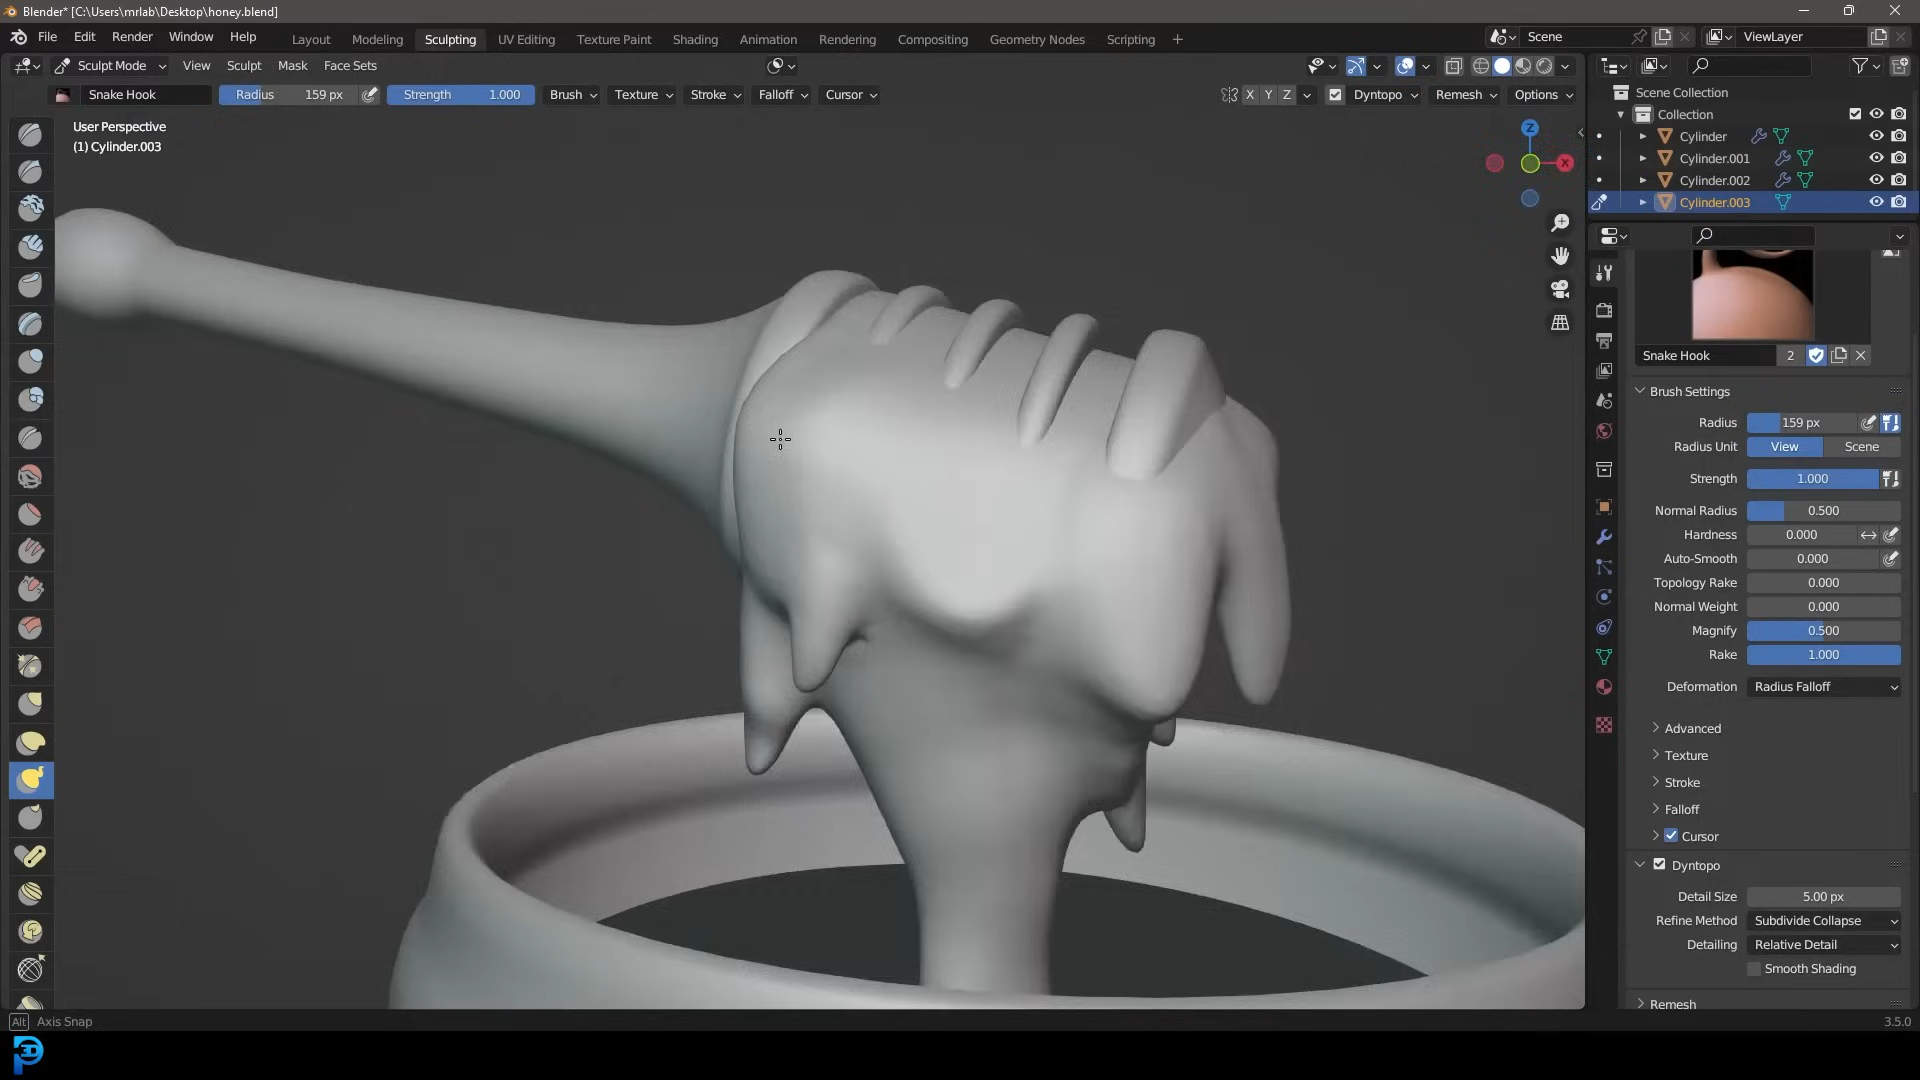 Blender* [C:\Users\mrlab\Desktop\honey.blend]
File Edit Render Window Help Layout Modeling Sculpting UV Editing Texture Paint Shading Animation Rendering Compositing Geometry Nodes Scripting + Scene ViewLayer
Sculpt Mode View Sculpt Mask Face Sets
Snake Hook Radius 159 px Strength 1.000 Brush Texture Stroke Falloff Cursor X Y Z Dyntopo Remesh Options
User Perspective
(1) Cylinder.003
Z
X
Scene Collection
Collection
Cylinder
Cylinder.001
Cylinder.002
Cylinder.003
Snake Hook 2
Brush Settings
Radius 159 px
Radius Unit View Scene
Strength 1.000
Normal Radius 0.500
Hardness 0.000
Auto-Smooth 0.000
Topology Rake 0.000
Normal Weight 0.000
Magnify 0.500
Rake 1.000
Deformation Radius Falloff
Advanced
Texture
Stroke
Falloff
Cursor
Dyntopo
Detail Size 5.00 px
Refine Method Subdivide Collapse
Detailing Relative Detail
Smooth Shading
Remesh
Alt Axis Snap 3.5.0
3D